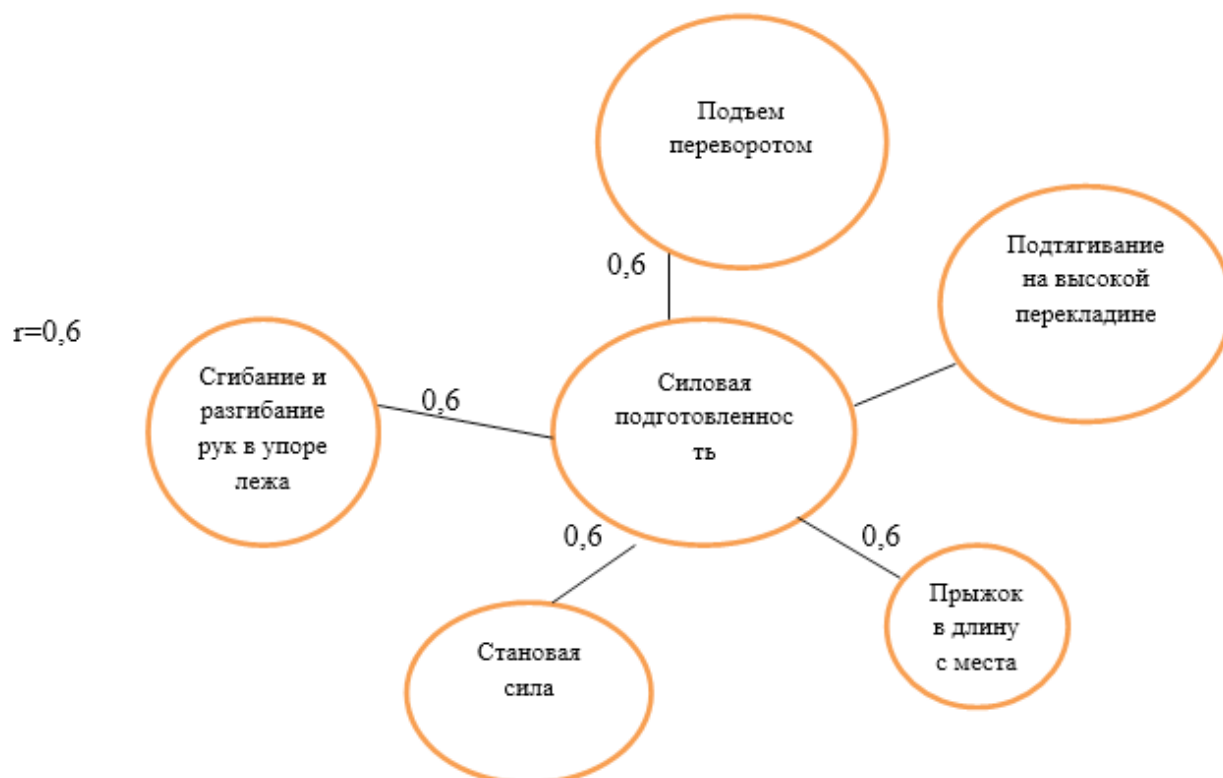 Подъем
переворотом
0,6
Подтягивание
на высокой
перекладине
r=0,6
Сгибание и
разгибание
рук в упоре
лежа
0,6
Силовая
подготовленнос
ть
0,6
0,6
Становая
сила
Прыжок
в длину
с места